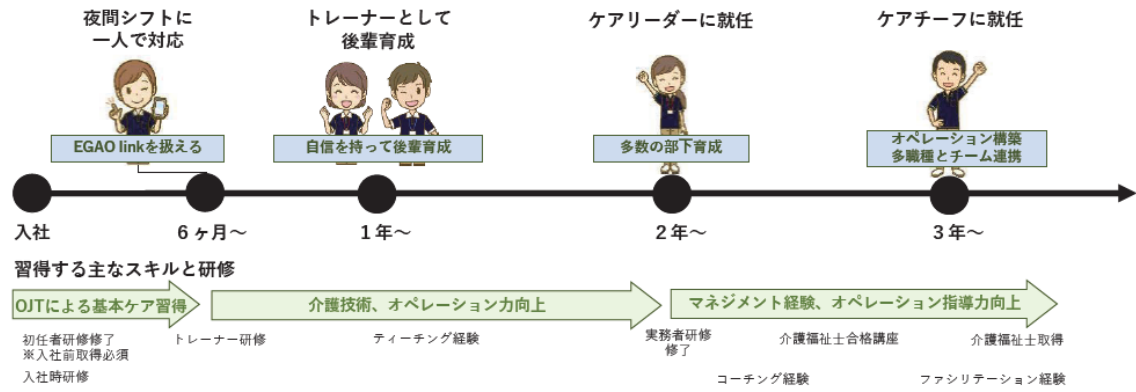 夜間シフトに
一人で対応
トレーナーとして
後輩育成
ケアリーダーに就任
ケアチーフに就任
EGAO linkを扱える
自信を持って後輩育成
多数の部下育成
オペレーション構築
多職種とチーム連携
入社
6ヶ月～
1年～
2年～
3年～
習得する主なスキルと研修
OJTによる基本ケア習得
介護技術、オペレーション力向上
マネジメント経験、オペレーション指導力向上
初任者研修修了
※入社前取得必須
入社時研修
トレーナー研修
ティーチング経験
実務者研修
修了
介護福祉士合格講座
介護福祉士取得
コーチング経験
ファシリテーション経験